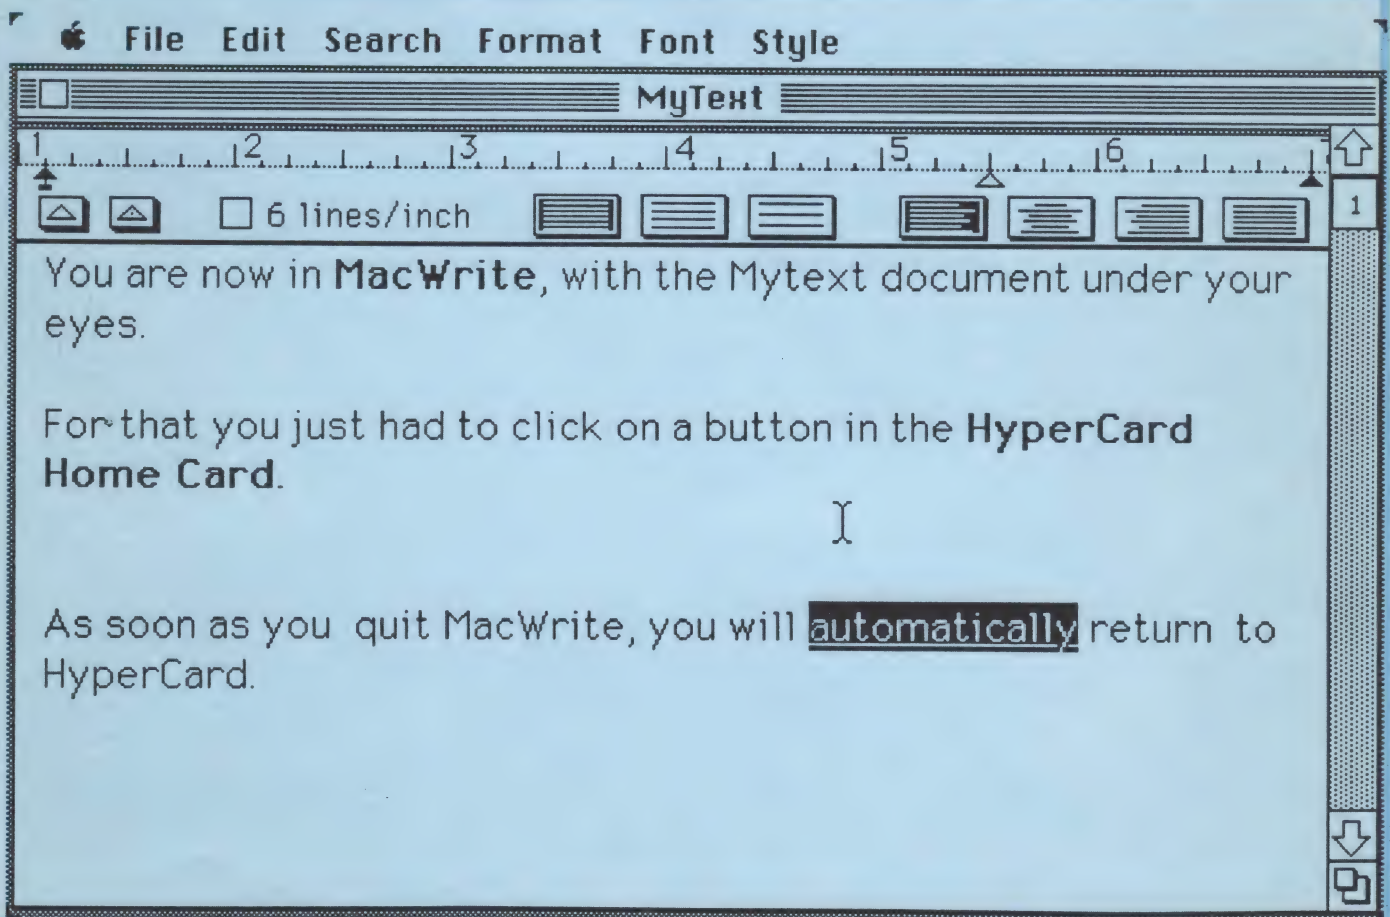 File Edit Search Format Font Style
MyText
1 2 3 4 5 6
6 lines/inch
1
You are now in MacWrite, with the Mytext document under your
eyes.
For that you just had to click on a button in the HyperCard
Home Card.
As soon as you quit MacWrite, you will automatically return to
HyperCard.